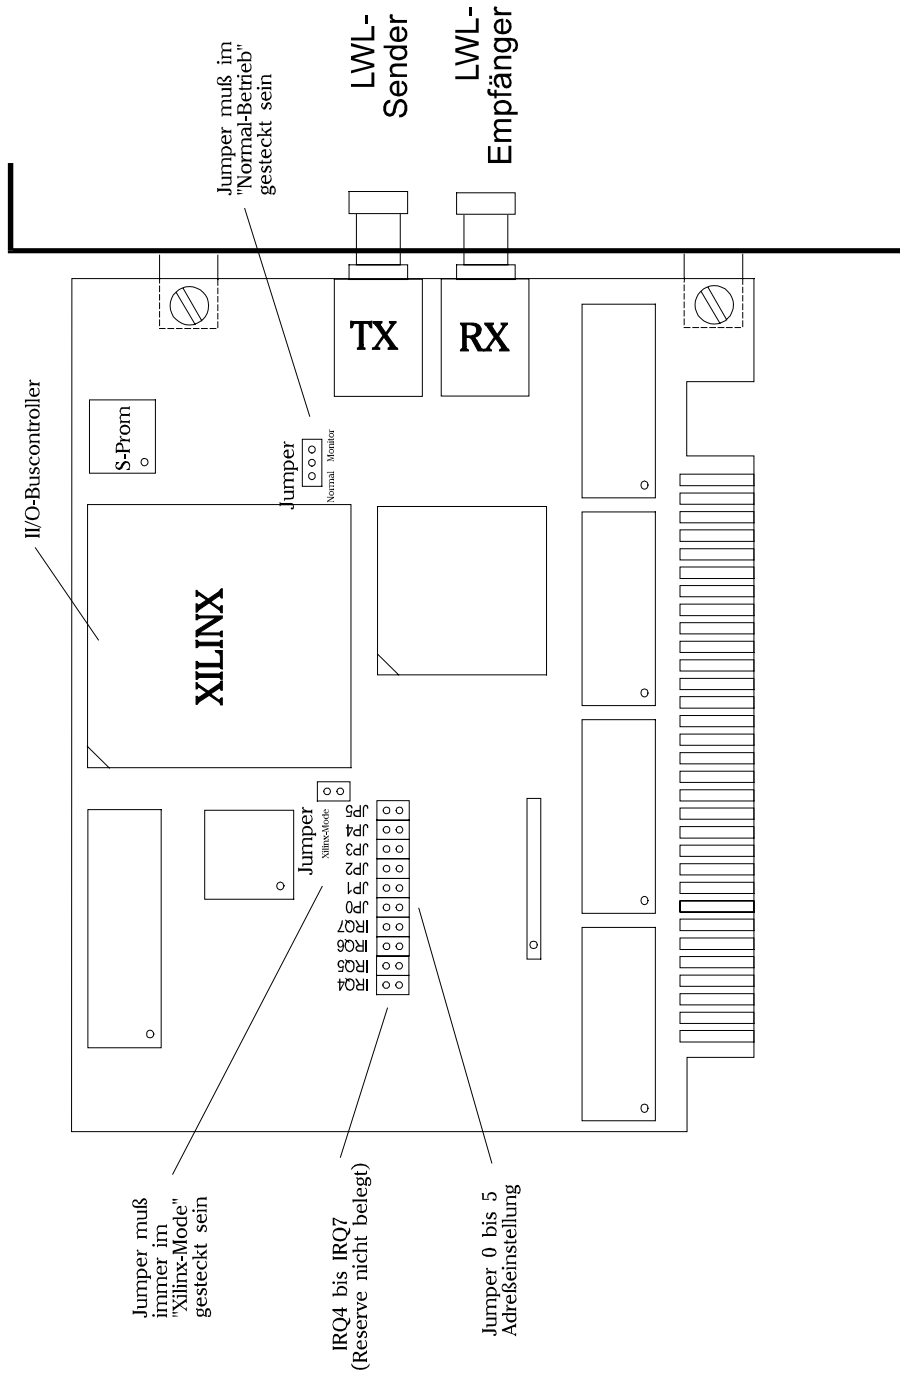 Jumper muß im
"Normal-Betrieb"
gesteckt sein
LWL-
Sender
LWL-
Empfänger
II/O-Buscontroller
S-Prom
TX
RX
Jumper
Normal Monitor
XILINX
Jumper
Xilinx-Mode
JP5
JP4
JP3
JP2
JP1
JP0
IRQ7
IRQ6
IRQ5
IRQ4
Jumper muß
immer im
"Xilinx-Mode"
gesteckt sein
IRQ4 bis IRQ7
(Reserve nicht belegt)
Jumper 0 bis 5
Adreßeinstellung